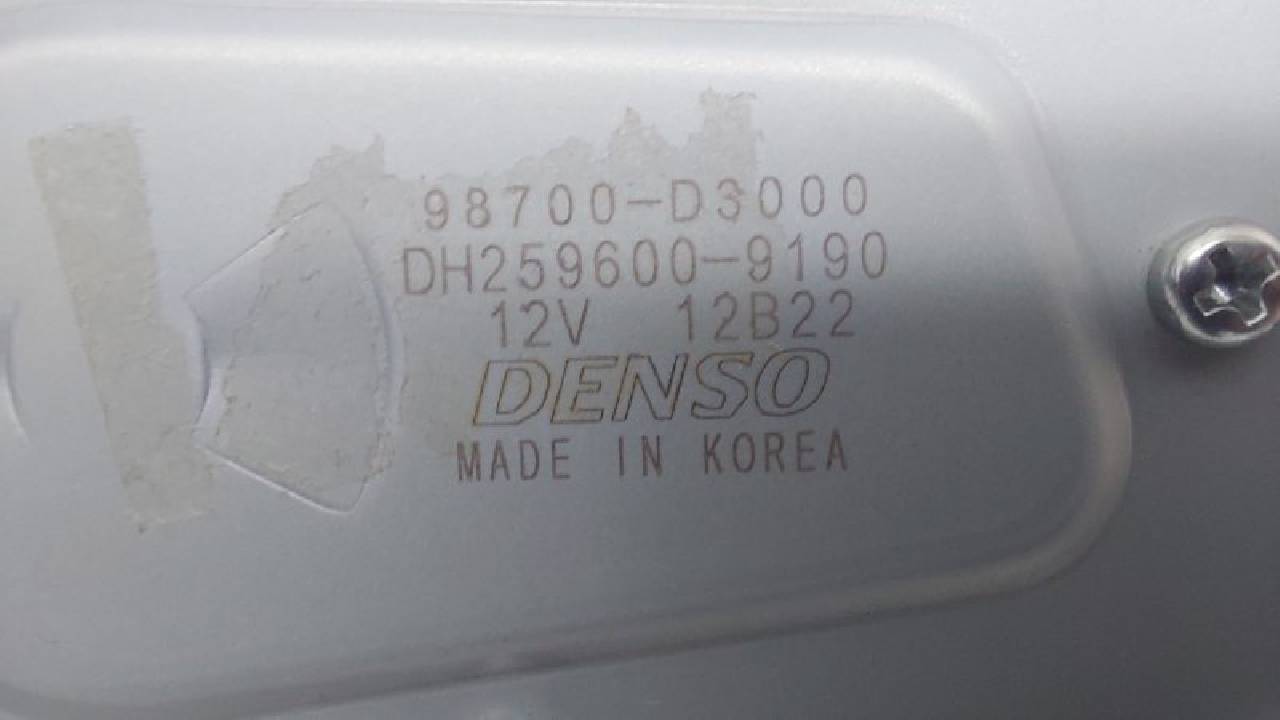 98700-D3000
DH259600-9190
12V 12B22
DENSO
MADE IN KOREA